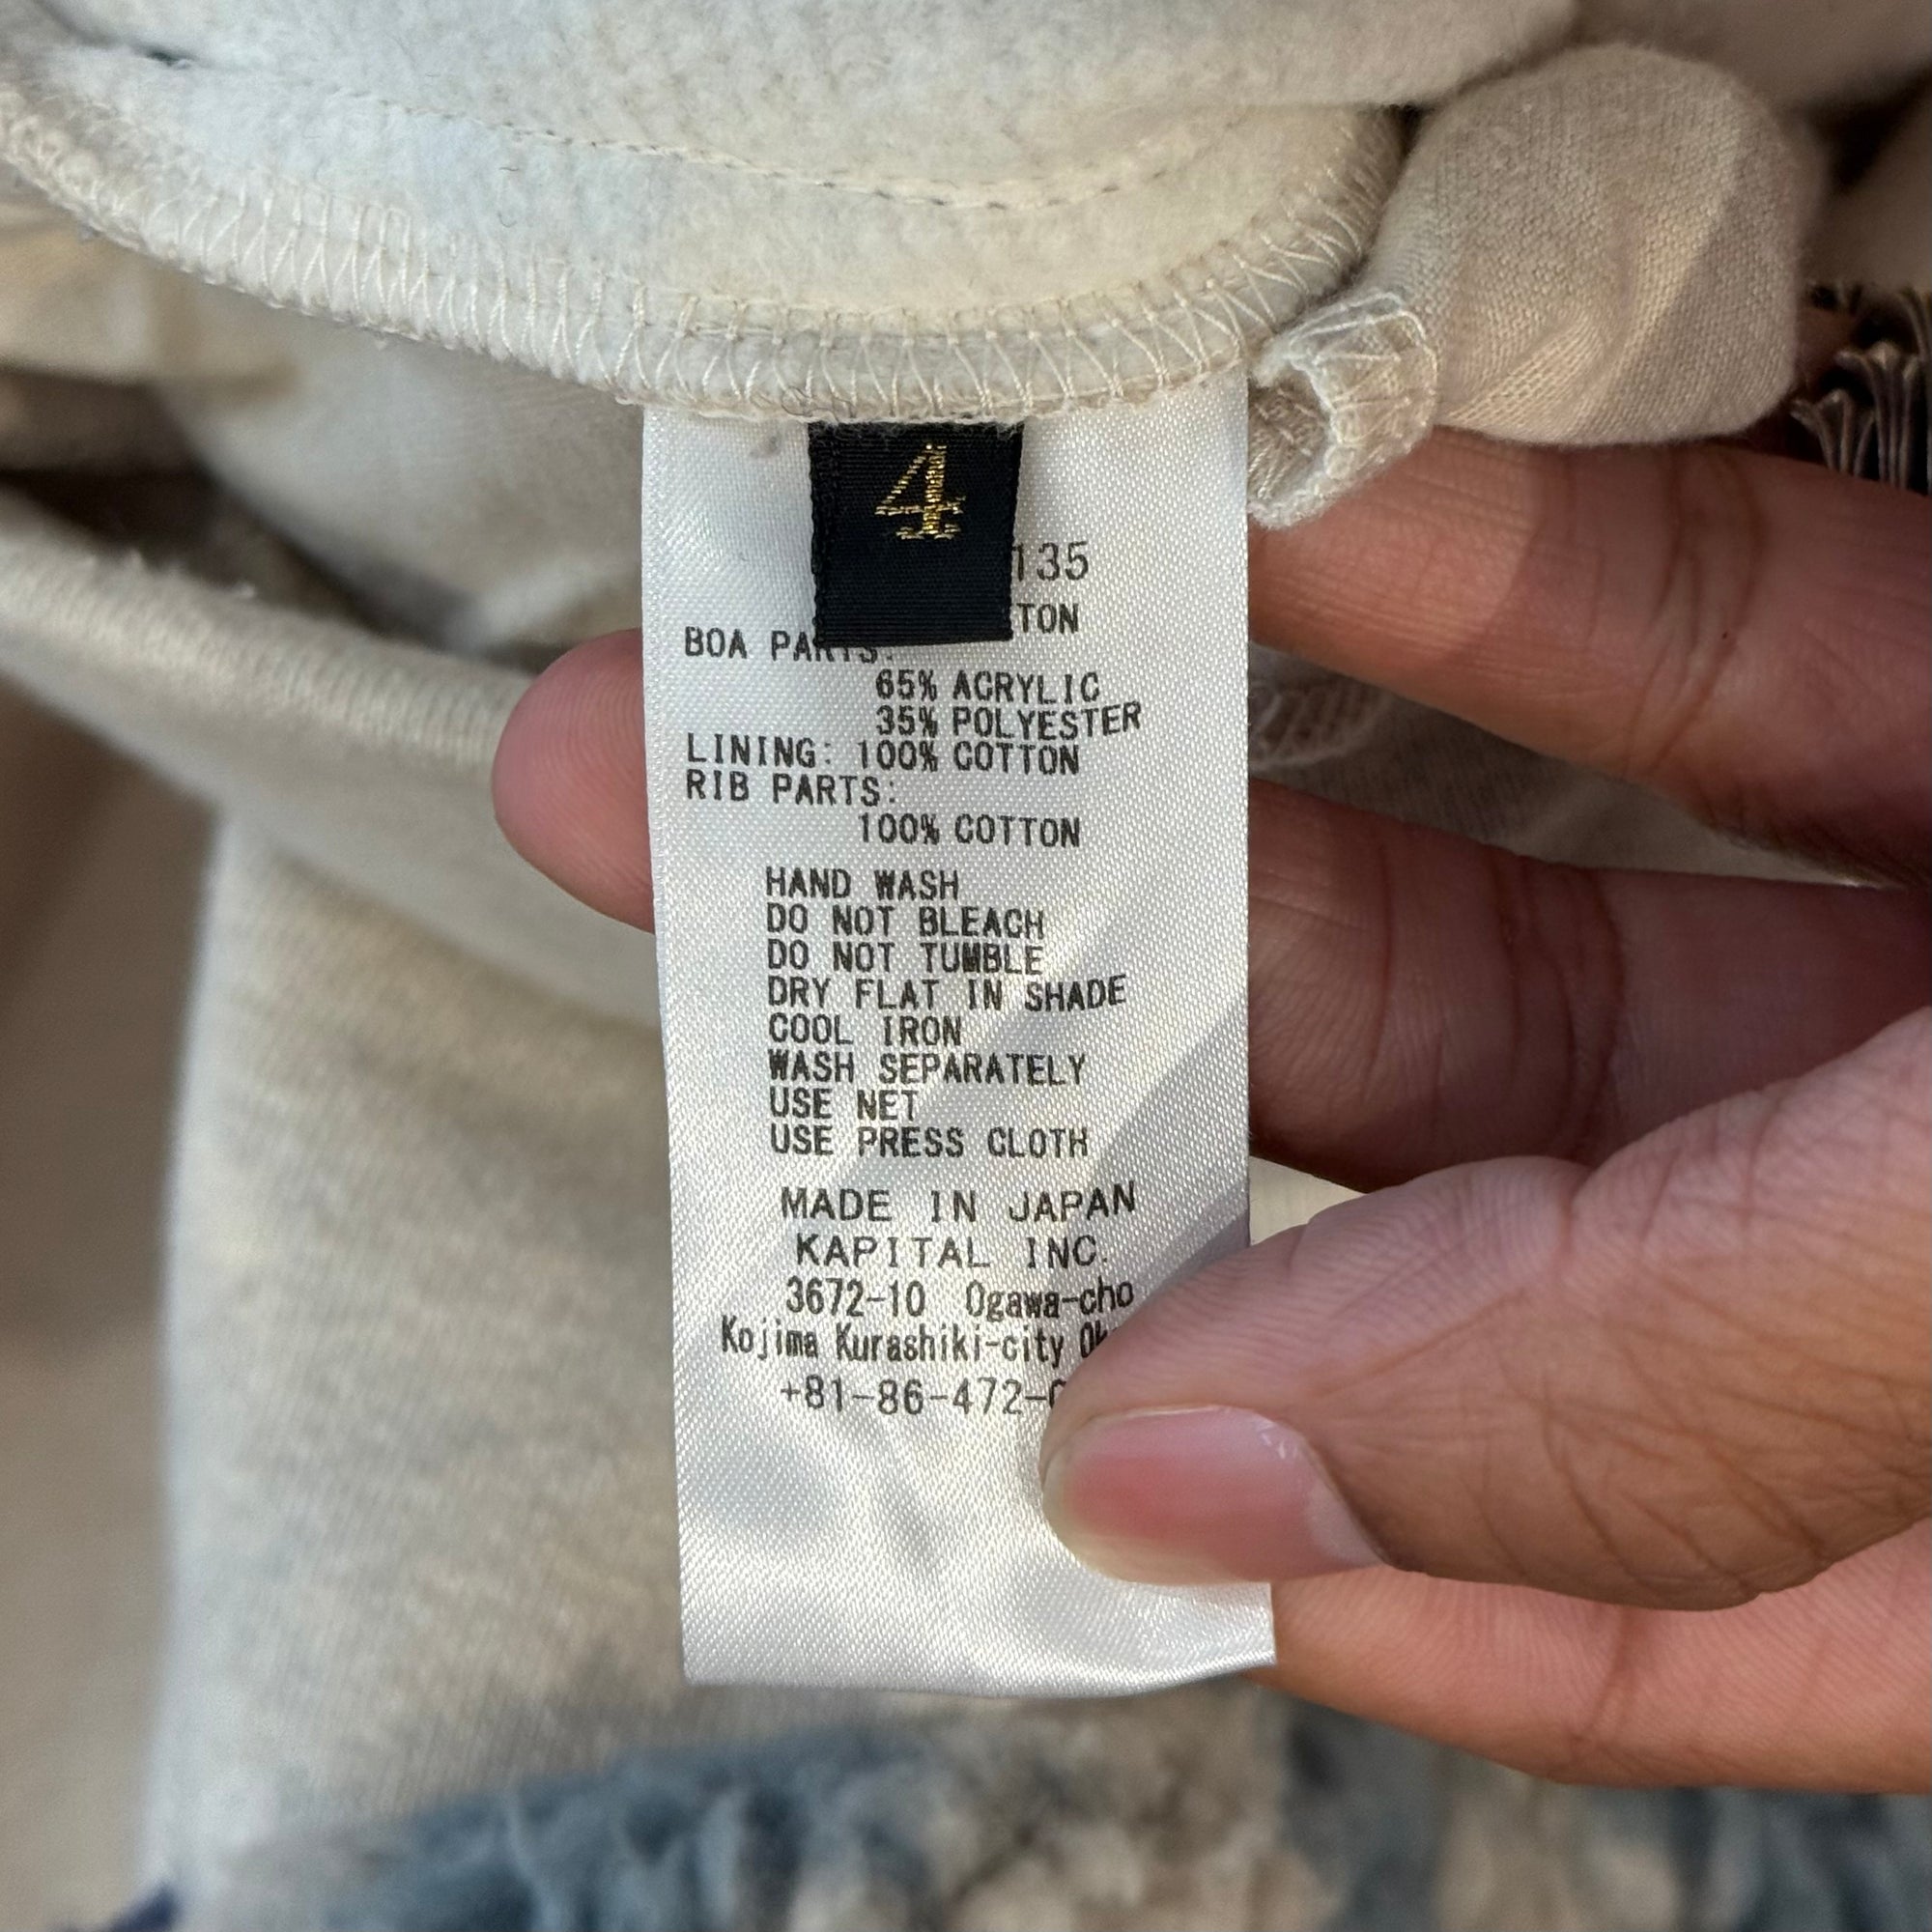 4
135
BOA PARTS:
65% ACRYLIC
35% POLYESTER
LINING: 100% COTTON
RIB PARTS:
100% COTTON
HAND WASH
DO NOT BLEACH
DO NOT TUMBLE
DRY FLAT IN SHADE
COOL IRON
WASH SEPARATELY
USE NET
USE PRESS CLOTH
MADE IN JAPAN
KAPITAL INC.
3672-10 Ogawa-cho
Kojima Kurashiki-city
+81-86-472-